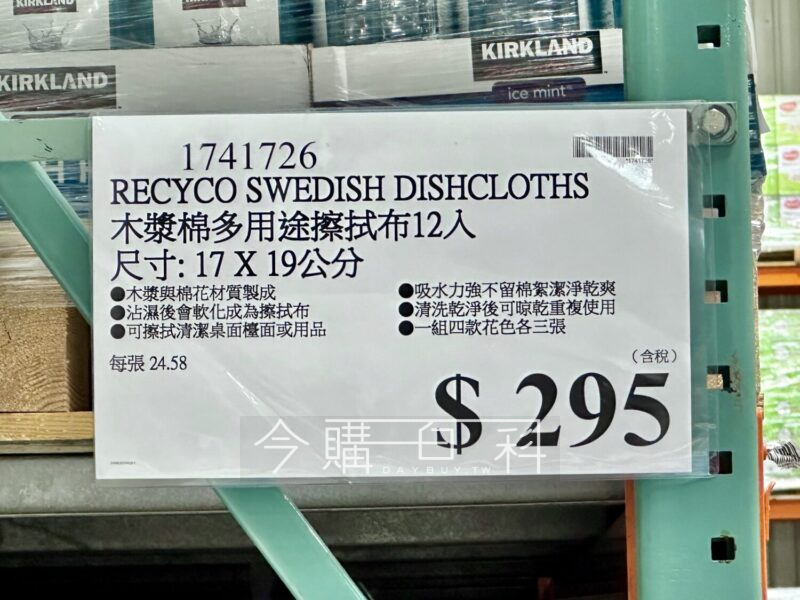 KIRKLAND
KIRKLAND
KIRKLAND
KIRKLAND
ice mint
1741726
*1741726*
RECYCO SWEDISH DISHCLOTHS
木漿棉多用途擦拭布12入
尺寸: 17 X 19公分
●木漿與棉花材質製成
●沾濕後會軟化成為擦拭布
●可擦拭清潔桌面檯面或用品
●吸水力強不留棉絮潔淨乾爽
●清洗乾淨後可晾乾重複使用
●一組四款花色各三張
每張 24.58
(含稅)
$ 295
今購百科
DAYBUY.TW